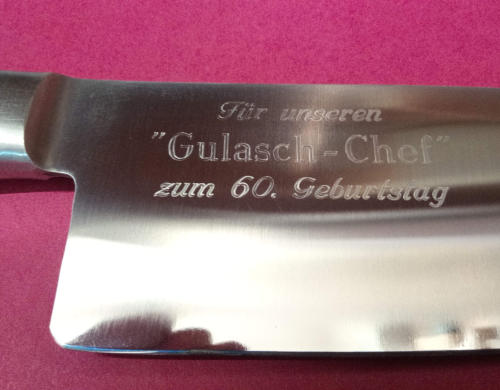 Für unseren
"Gulasch-Chef"
zum 60. Geburtstag